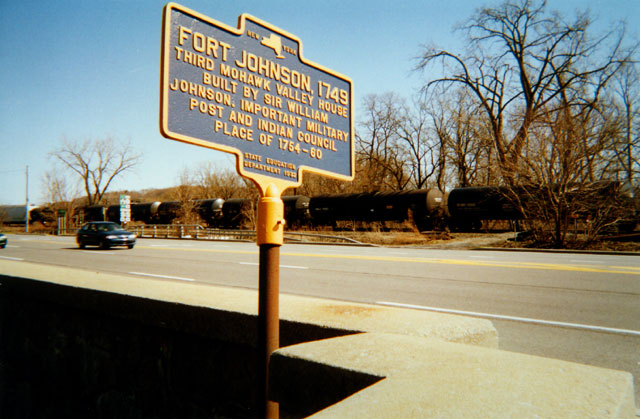 NEW YORK
FORT JOHNSON, 1749
THIRD MOHAWK VALLEY HOUSE
BUILT BY SIR WILLIAM
JOHNSON. IMPORTANT MILITARY
POST AND INDIAN COUNCIL
PLACE OF 1754-60
STATE EDUCATION
DEPARTMENT 1932